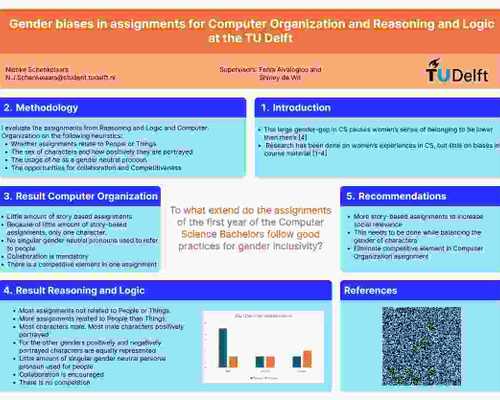 Gender biases in assignments for Computer Organization and Reasoning and Logic
at the TU Delft
Supervisors: Fenia Aivaloglou and
Shirley de Wit
N.J.Schenkelaars@student.tudelft.nl
TU Delft
2. Methodology
I evaluate the assignments from Reasoning and Logic and Computer
Organization on the following heuristics:
• Whether assignments relate to People or Things
• The sex of characters and how positively they are portrayed
• The usage of he as a gender neutral pronoun
• The opportunities for collaboration and Competitiveness
1. Introduction
• The large gender-gap in CS causes women's sense of belonging to be lower
then men's [4]
• Research has been done on women's experiences in CS, but little on biases in
course material [1-4]
3. Result Computer Organization
• Little amount of story based assignments
• Because of little amount of story-based
assignments, only one character.
• No singular gender neutral pronouns used to refer
to people
• Collaboration is mandatory
• There is a competitive element in one assignment
To what extend do the assignments
of the first year of the Computer
Science Bachelors follow good
practices for gender inclusivity?
5. Recommendations
• More story-based assignments to increase
social relevance
• This needs to be done while balancing the
gender of characters
• Eliminate competitive element in Computer
Organization assignment
4. Result Reasoning and Logic
• Most assignments not related to People or Things.
• More assignments related to People than Things.
• Most characters male. Most male characters positively
portrayed
• For the other genders positively and negatively
portrayed characters are equally represented
• Little amount of singular gender neutral personal
pronoun used for people
• Collaboration is encouraged
• There is no competition
References